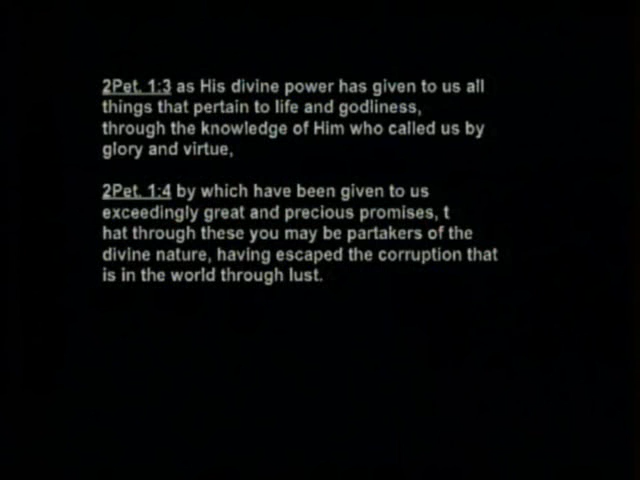 2Pet. 1:3 as His divine power has given to us all
things that pertain to life and godliness,
through the knowledge of Him who called us by
glory and virtue,
2Pet. 1:4 by which have been given to us
exceedingly great and precious promises, t
hat through these you may be partakers of the
divine nature, having escaped the corruption that
is in the world through lust.